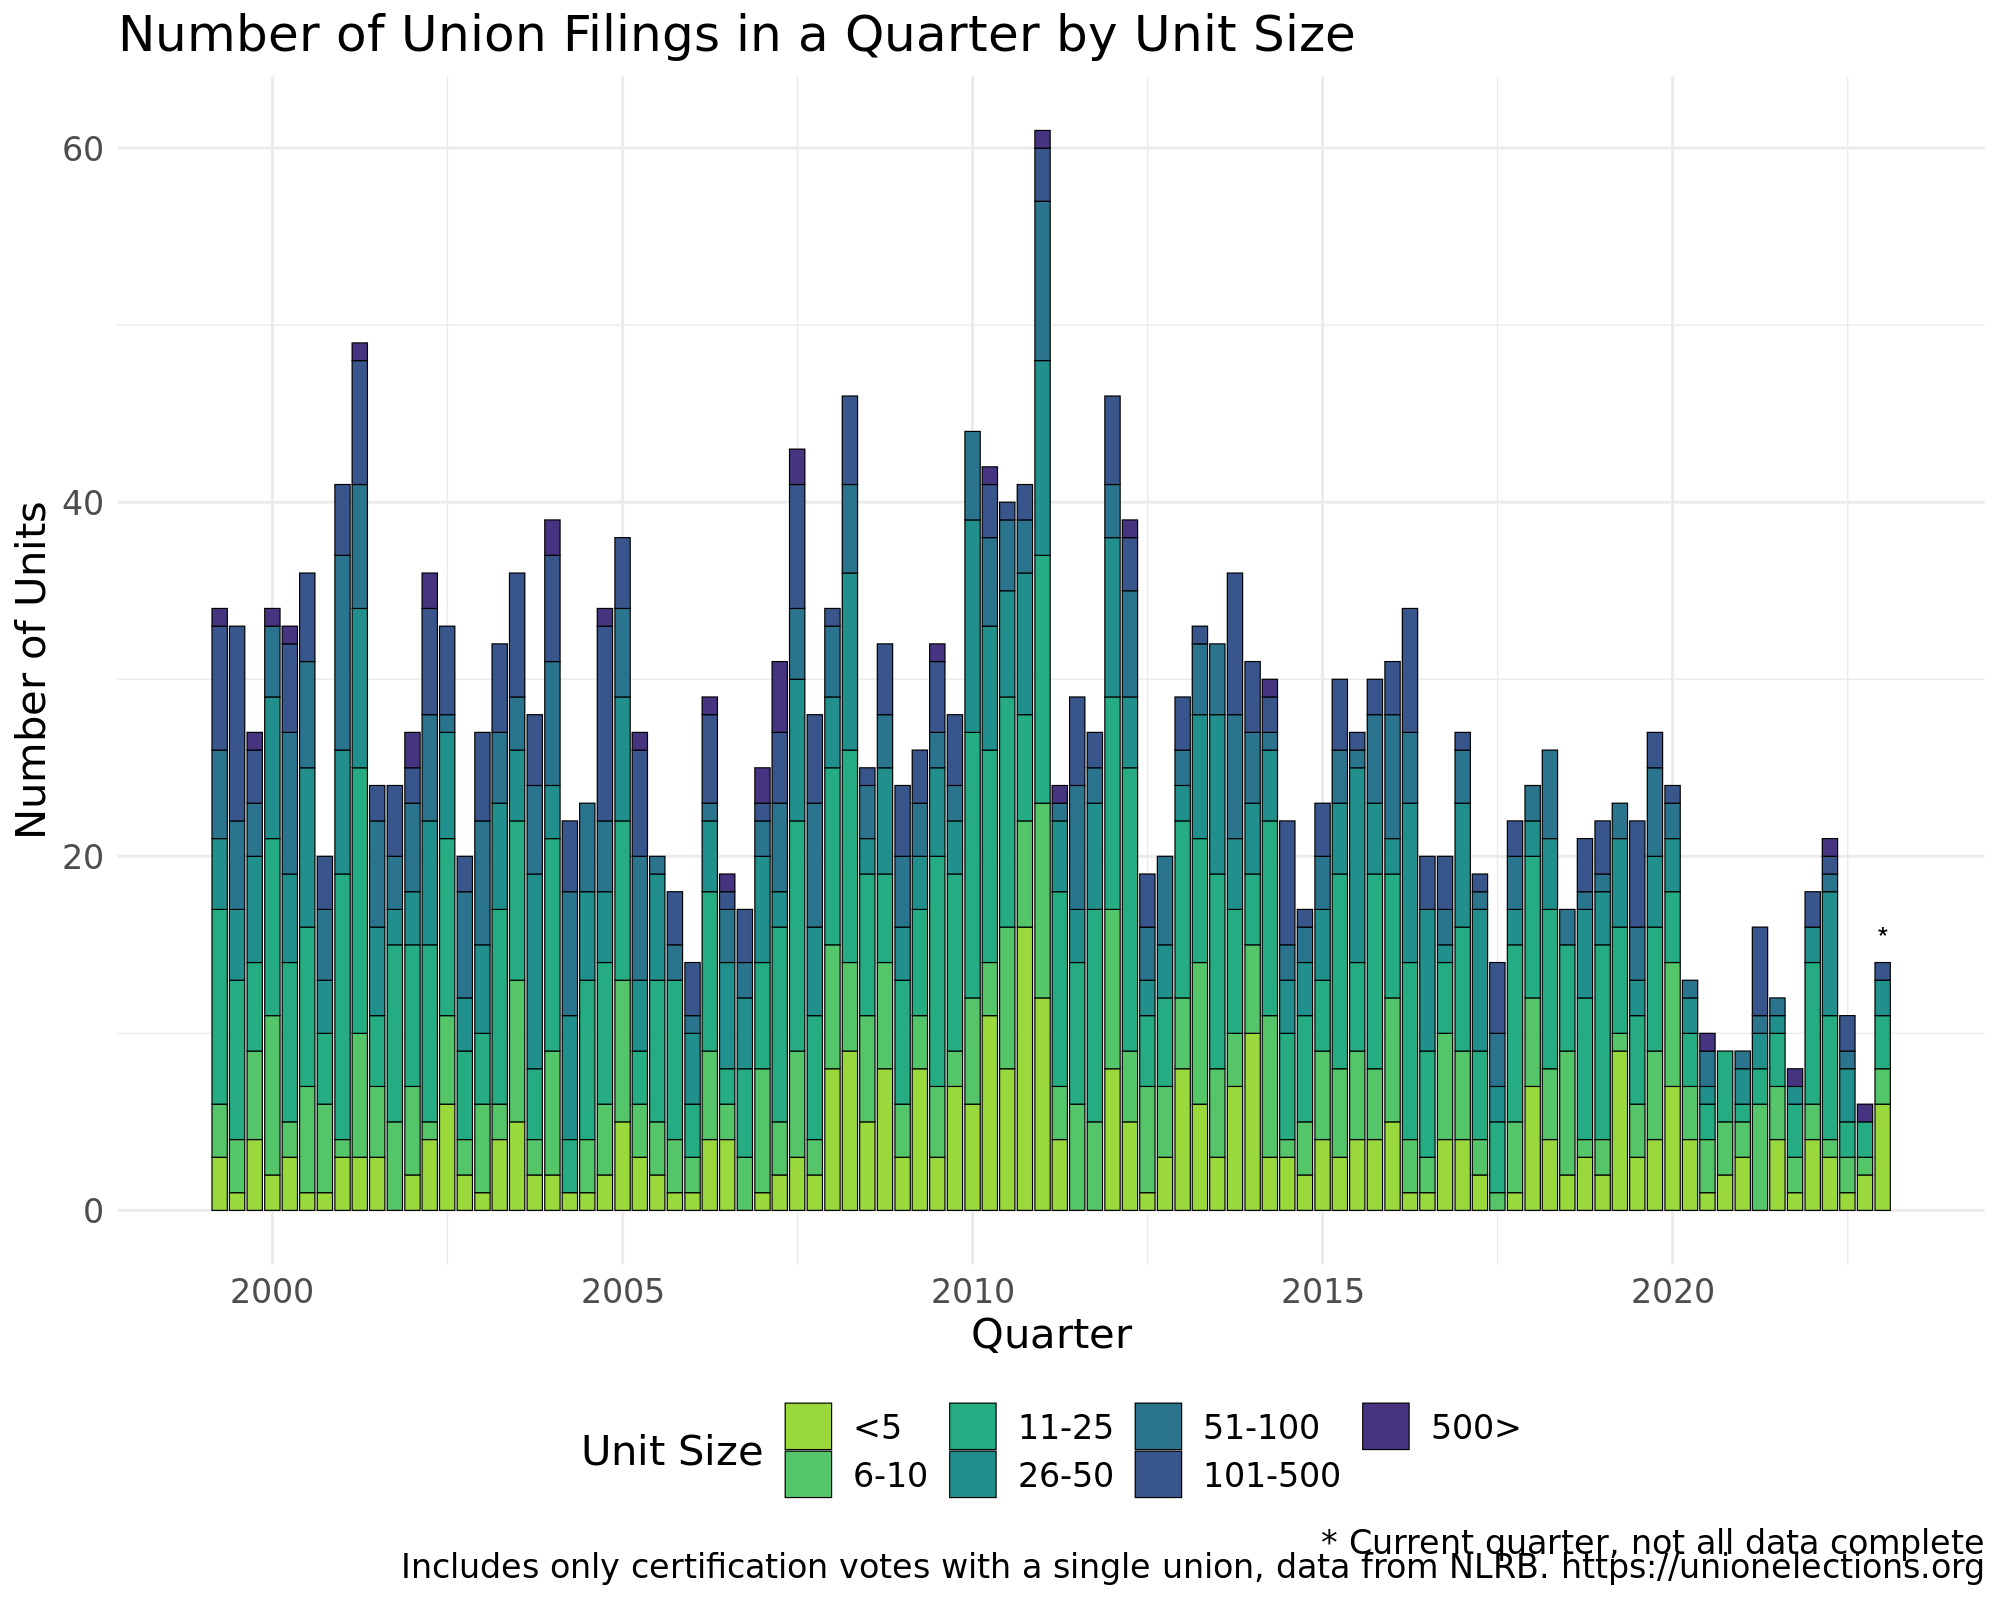 Number of Union Filings in a Quarter by Unit Size
60
40
20
0
Number of Units
*
2000 2005 2010 2015 2020
Quarter
Unit Size
<5 11-25 51-100 500>
6-10 26-50 101-500
* Current quarter, not all data complete
Includes only certification votes with a single union, data from NLRB. https://unionelections.org